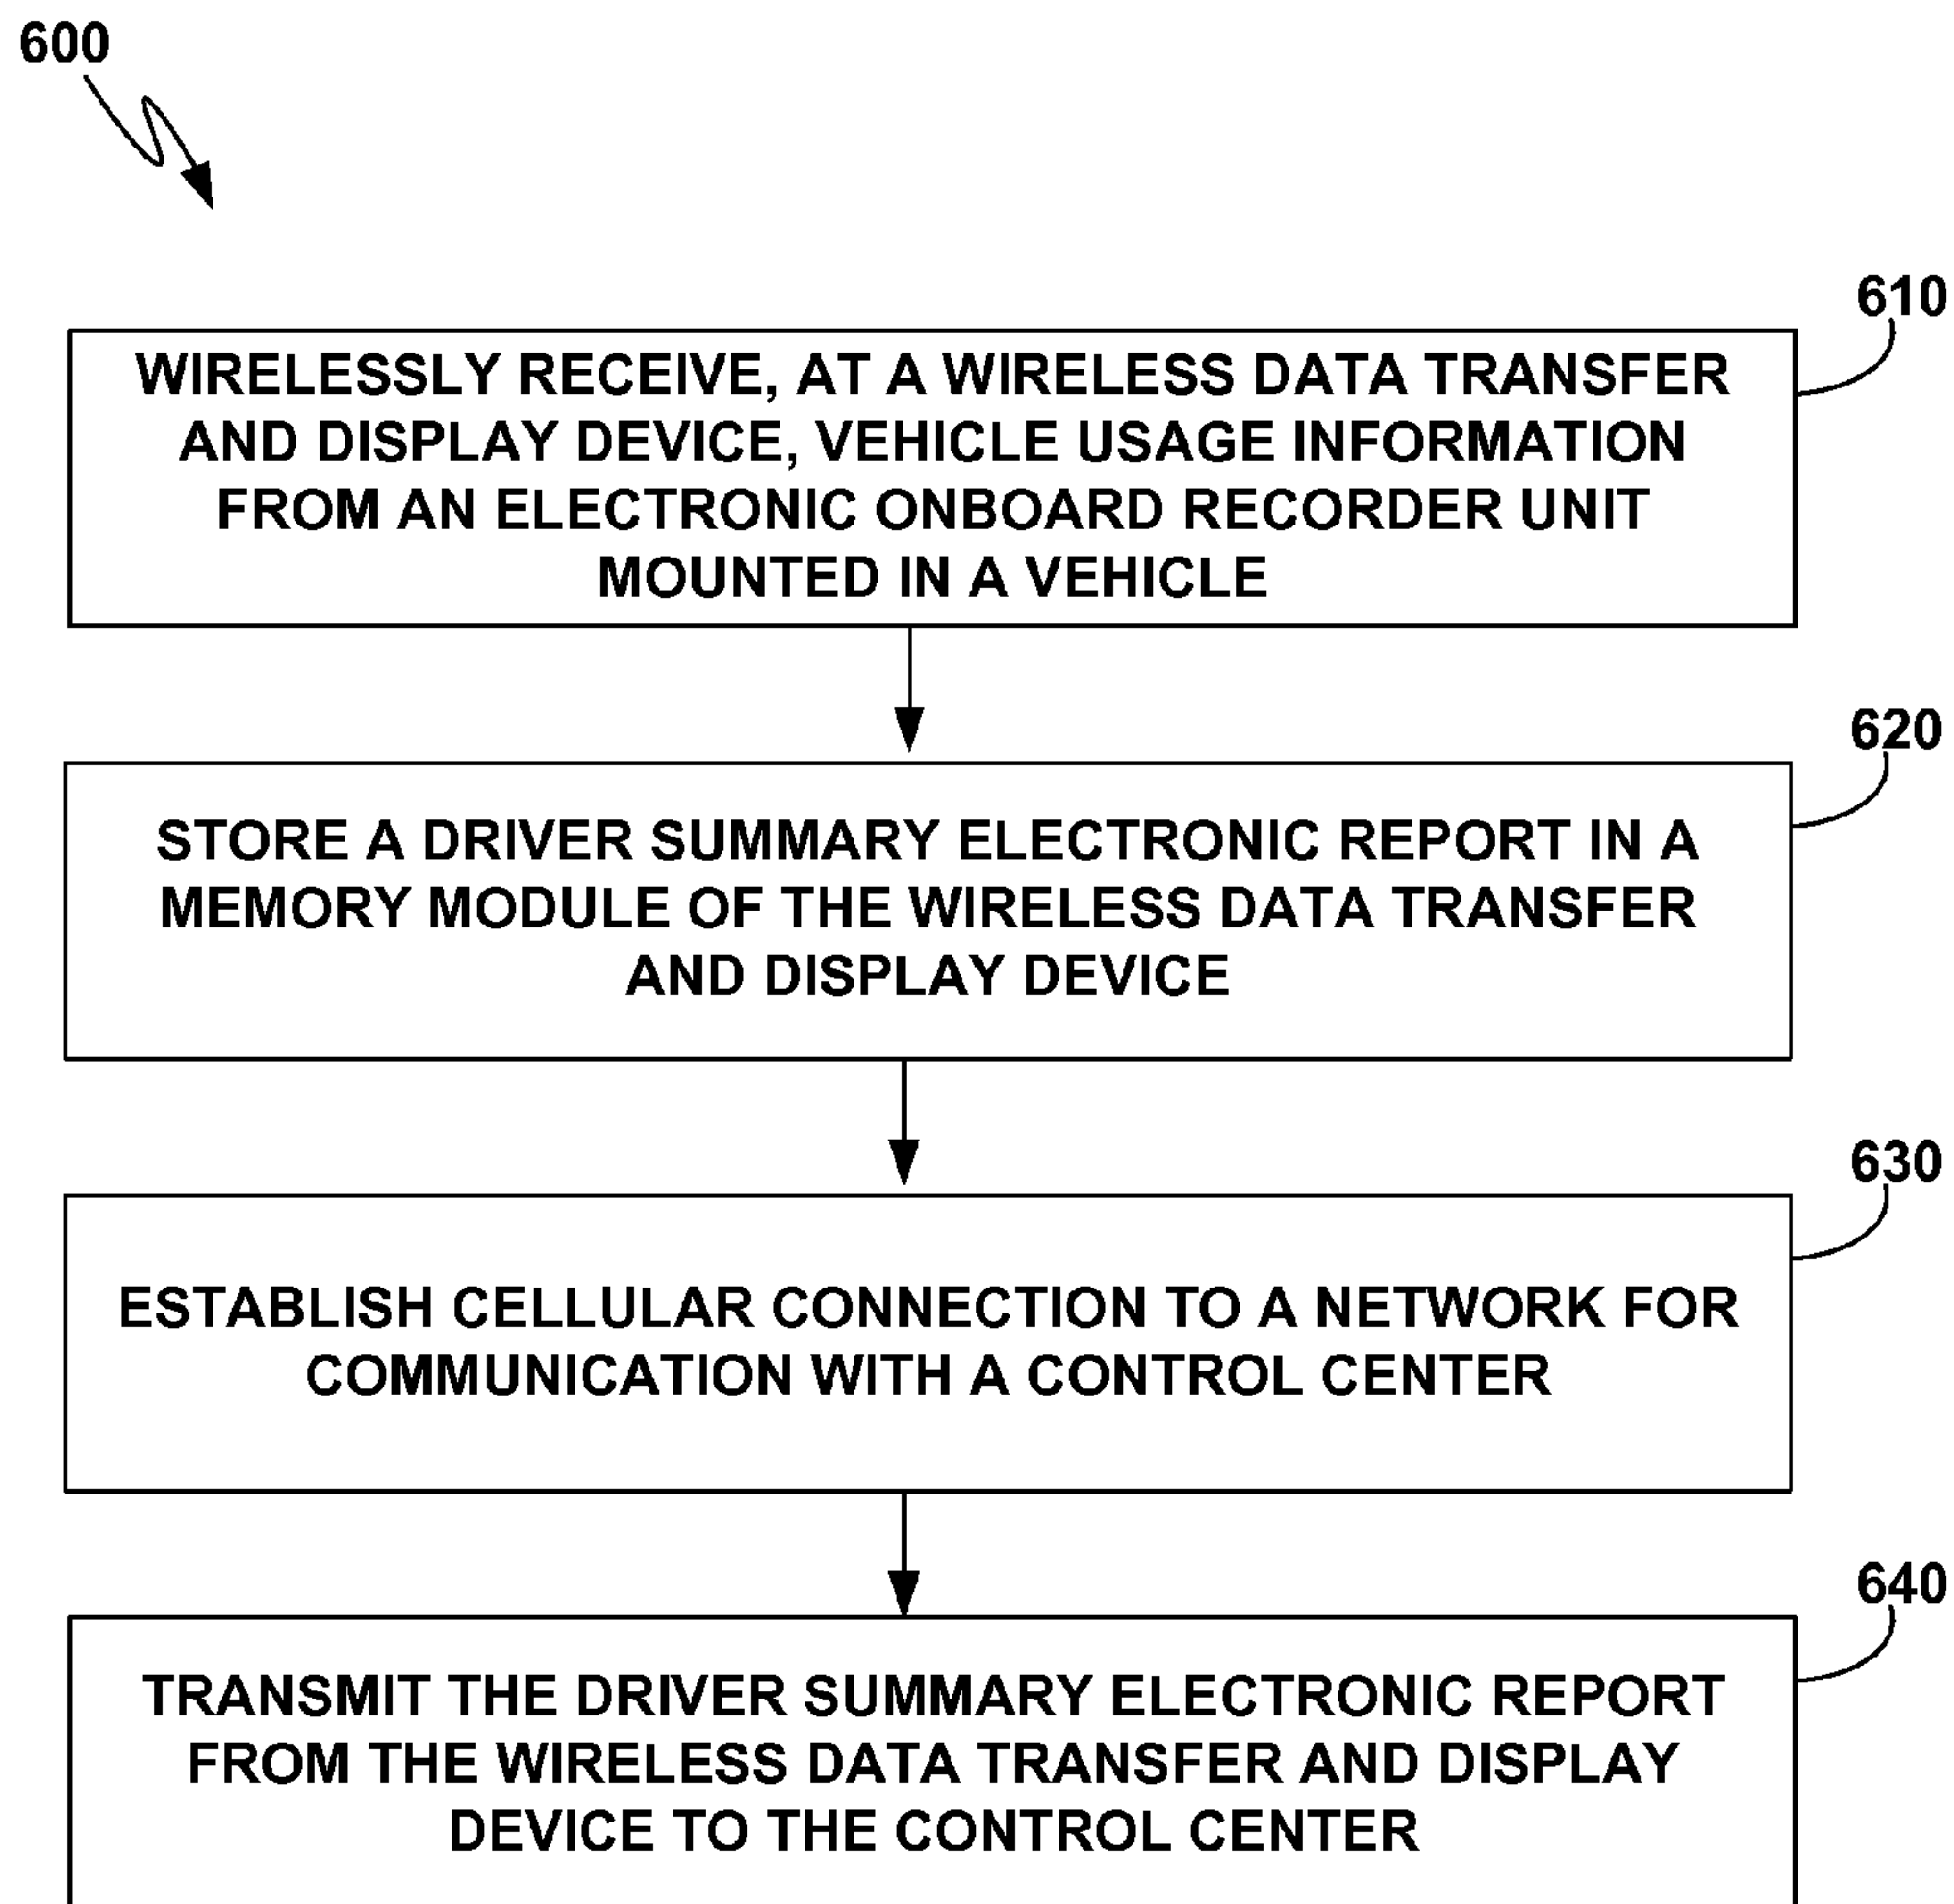 600
610
WIRELESSLY RECEIVE, AT A WIRELESS DATA TRANSFER
AND DISPLAY DEVICE, VEHICLE USAGE INFORMATION
FROM AN ELECTRONIC ONBOARD RECORDER UNIT
MOUNTED IN A VEHICLE
620
STORE A DRIVER SUMMARY ELECTRONIC REPORT IN A
MEMORY MODULE OF THE WIRELESS DATA TRANSFER
AND DISPLAY DEVICE
630
ESTABLISH CELLULAR CONNECTION TO A NETWORK FOR
COMMUNICATION WITH A CONTROL CENTER
640
TRANSMIT THE DRIVER SUMMARY ELECTRONIC REPORT
FROM THE WIRELESS DATA TRANSFER AND DISPLAY
DEVICE TO THE CONTROL CENTER